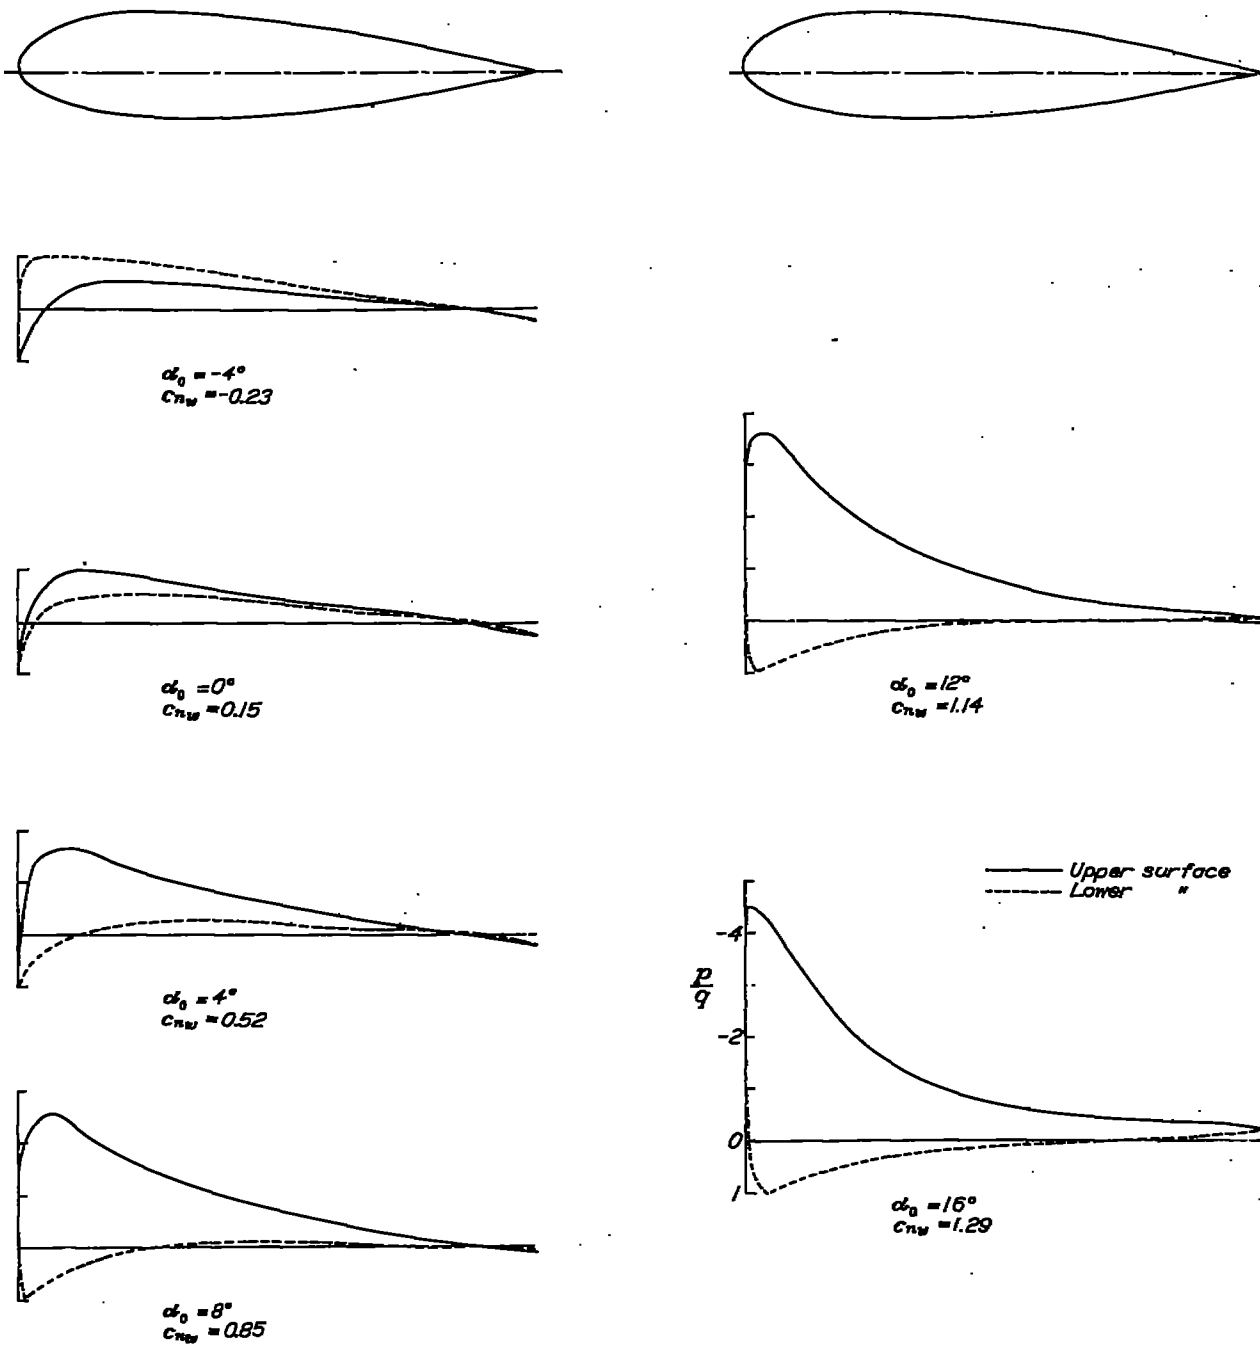 α₀ = -4°
cₙw = -0.23
α₀ = 0°
cₙw = 0.15
α₀ = 4°
cₙw = 0.52
α₀ = 8°
cₙw = 0.85
α₀ = 12°
cₙw = 1.14
Upper surface
Lower "
-4
p/q
-2
0
1
α₀ = 16°
cₙw = 1.29